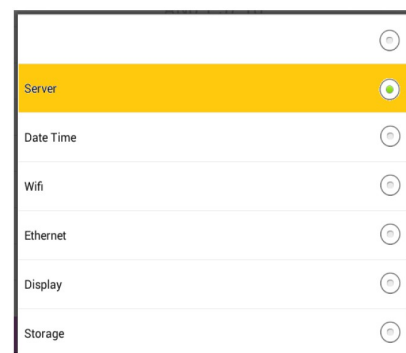 Server
Date Time
Wifi
Ethernet
Display
Storage